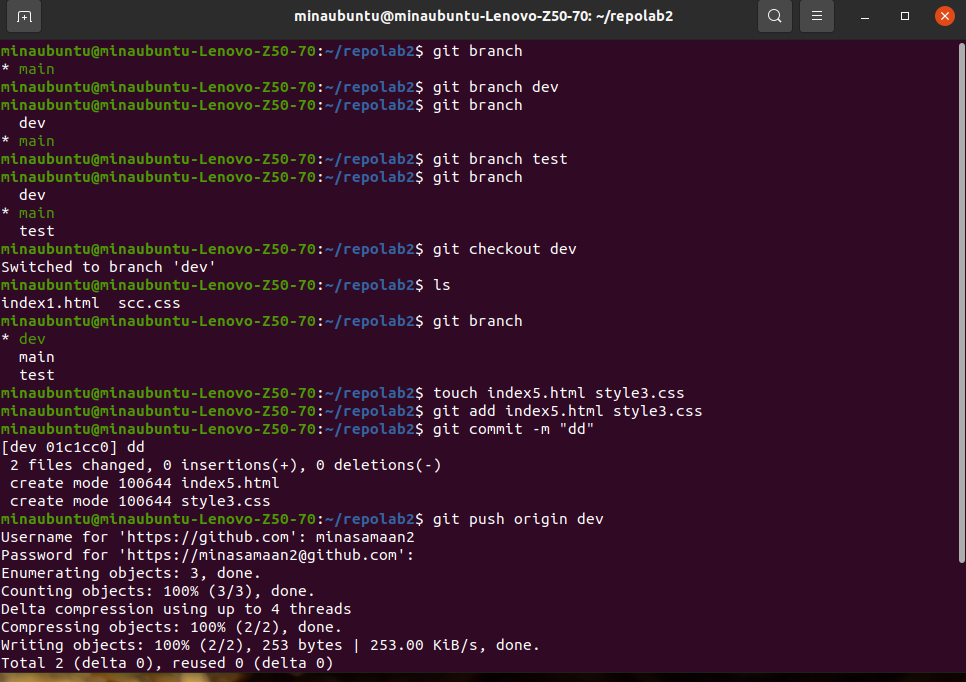 minaubuntu@minaubuntu-Lenovo-Z50-70: ~/repolab2
minaubuntu@minaubuntu-Lenovo-Z50-70:~/repolab2$ git branch
* main
minaubuntu@minaubuntu-Lenovo-Z50-70:~/repolab2$ git branch dev
minaubuntu@minaubuntu-Lenovo-Z50-70:~/repolab2$ git branch
  dev
* main
minaubuntu@minaubuntu-Lenovo-Z50-70:~/repolab2$ git branch test
minaubuntu@minaubuntu-Lenovo-Z50-70:~/repolab2$ git branch
  dev
* main
  test
minaubuntu@minaubuntu-Lenovo-Z50-70:~/repolab2$ git checkout dev
Switched to branch 'dev'
minaubuntu@minaubuntu-Lenovo-Z50-70:~/repolab2$ ls
index1.html  scc.css
minaubuntu@minaubuntu-Lenovo-Z50-70:~/repolab2$ git branch
* dev
  main
  test
minaubuntu@minaubuntu-Lenovo-Z50-70:~/repolab2$ touch index5.html style3.css
minaubuntu@minaubuntu-Lenovo-Z50-70:~/repolab2$ git add index5.html style3.css
minaubuntu@minaubuntu-Lenovo-Z50-70:~/repolab2$ git commit -m "dd"
[dev 01c1cc0] dd
 2 files changed, 0 insertions(+), 0 deletions(-)
 create mode 100644 index5.html
 create mode 100644 style3.css
minaubuntu@minaubuntu-Lenovo-Z50-70:~/repolab2$ git push origin dev
Username for 'https://github.com': minasamaan2
Password for 'https://minasamaan2@github.com':
Enumerating objects: 3, done.
Counting objects: 100% (3/3), done.
Delta compression using up to 4 threads
Compressing objects: 100% (2/2), done.
Writing objects: 100% (2/2), 253 bytes | 253.00 KiB/s, done.
Total 2 (delta 0), reused 0 (delta 0)